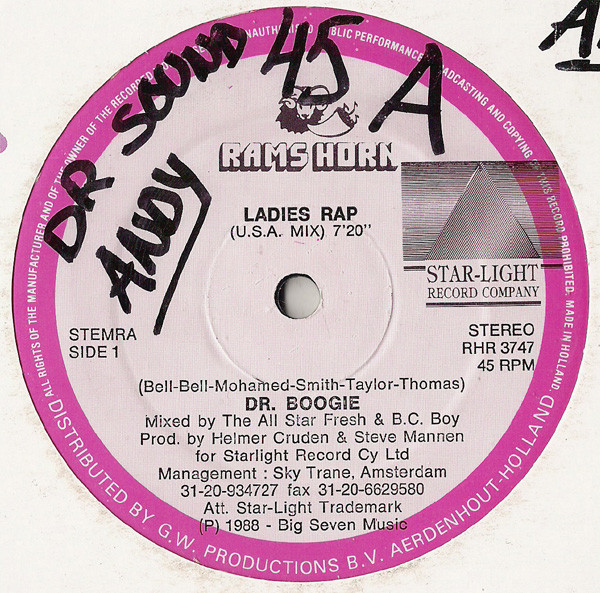 ALL RIGHTS OF THE MANUFACTURER AND OF THE OWNER OF THE RECORDED
UNAUTHORISED PUBLIC PERFORMANCE BROADCASTING AND COPYING OF THIS RECORD PROHIBITED. MADE IN HOLLAND
DR SOUND 45 A
ANDY
RAMSHORN
LADIES RAP
(U.S.A. MIX) 7'20"
STAR-LIGHT
RECORD COMPANY
STEMRA
SIDE 1
STEREO
RHR 3747
45 RPM
(Bell-Bell-Mohamed-Smith-Taylor-Thomas)
DR. BOOGIE
Mixed by The All Star Fresh & B.C. Boy
Prod. by Helmer Cruden & Steve Mannen
for Starlight Record Cy Ltd
Management : Sky Trane, Amsterdam
31-20-934727 fax 31-20-6629580
Att. Star-Light Trademark
(P) 1988 - Big Seven Music
DISTRIBUTED BY G.W. PRODUCTIONS B.V. AERDENHOUT-HOLLAND